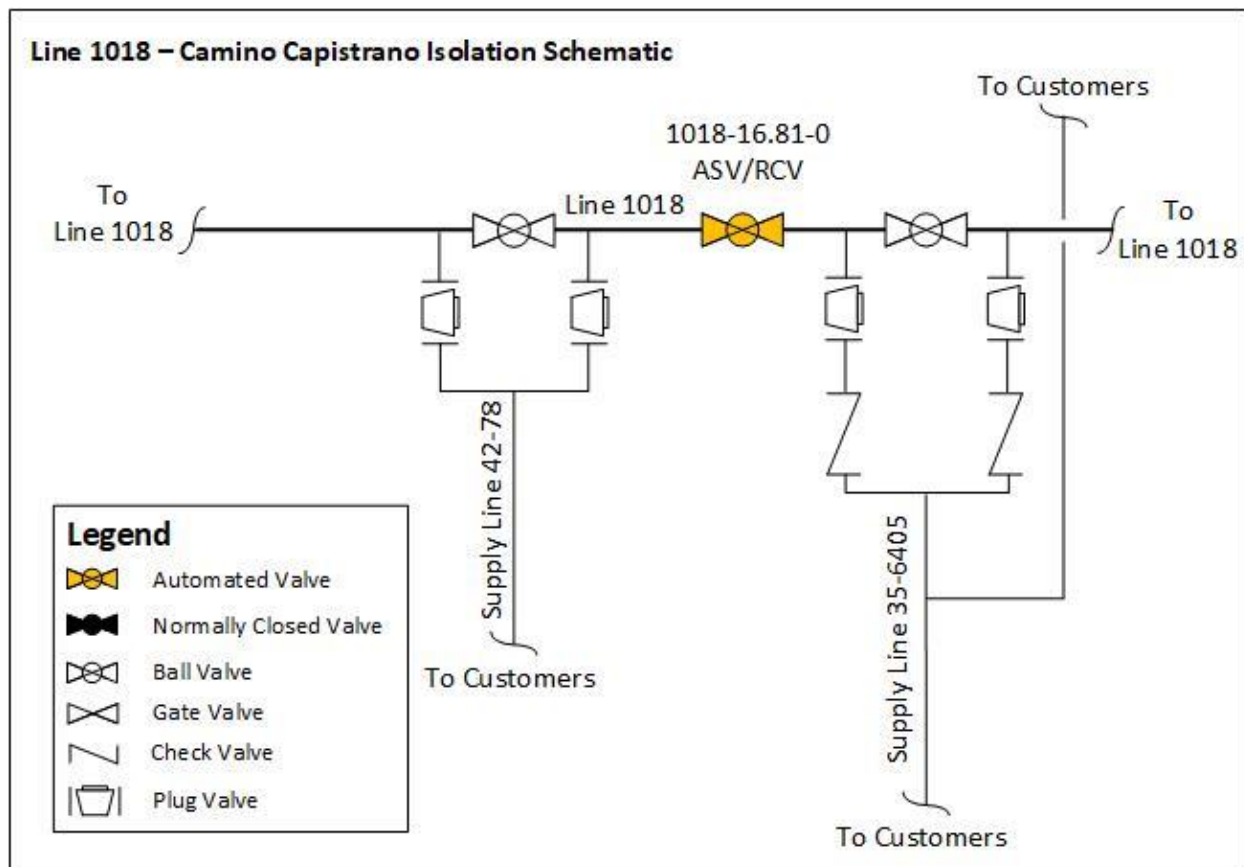 Line 1018 – Camino Capistrano Isolation Schematic
To Customers
1018-16.81-0
ASV/RCV
To
Line 1018
Line 1018
To
Line 1018
Supply Line 42-78
To Customers
Supply Line 35-6405
To Customers
Legend
Automated Valve
Normally Closed Valve
Ball Valve
Gate Valve
Check Valve
Plug Valve